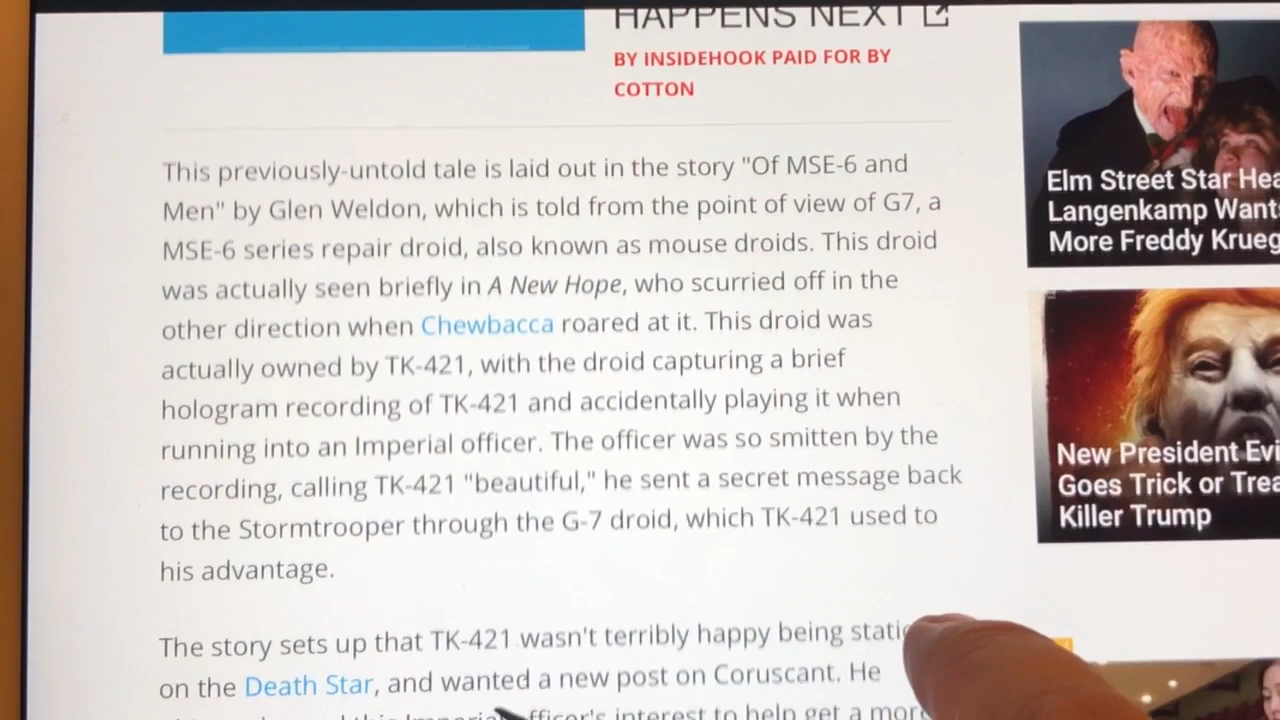 HAPPENS NEXT
BY INSIDEHOOK PAID FOR BY
COTTON
This previously-untold tale is laid out in the story "Of MSE-6 and
Men" by Glen Weldon, which is told from the point of view of G7, a
MSE-6 series repair droid, also known as mouse droids. This droid
was actually seen briefly in A New Hope, who scurried off in the
other direction when Chewbacca roared at it. This droid was
actually owned by TK-421, with the droid capturing a brief
hologram recording of TK-421 and accidentally playing it when
running into an Imperial officer. The officer was so smitten by the
recording, calling TK-421 "beautiful," he sent a secret message back
to the Stormtrooper through the G-7 droid, which TK-421 used to
his advantage.
The story sets up that TK-421 wasn't terribly happy being
on the Death Star, and wanted a new post on Coruscant. He
interest to help get a more
Elm Street Star
Langenkamp
More Freddy
New President
Goes Trick or
Killer Trump